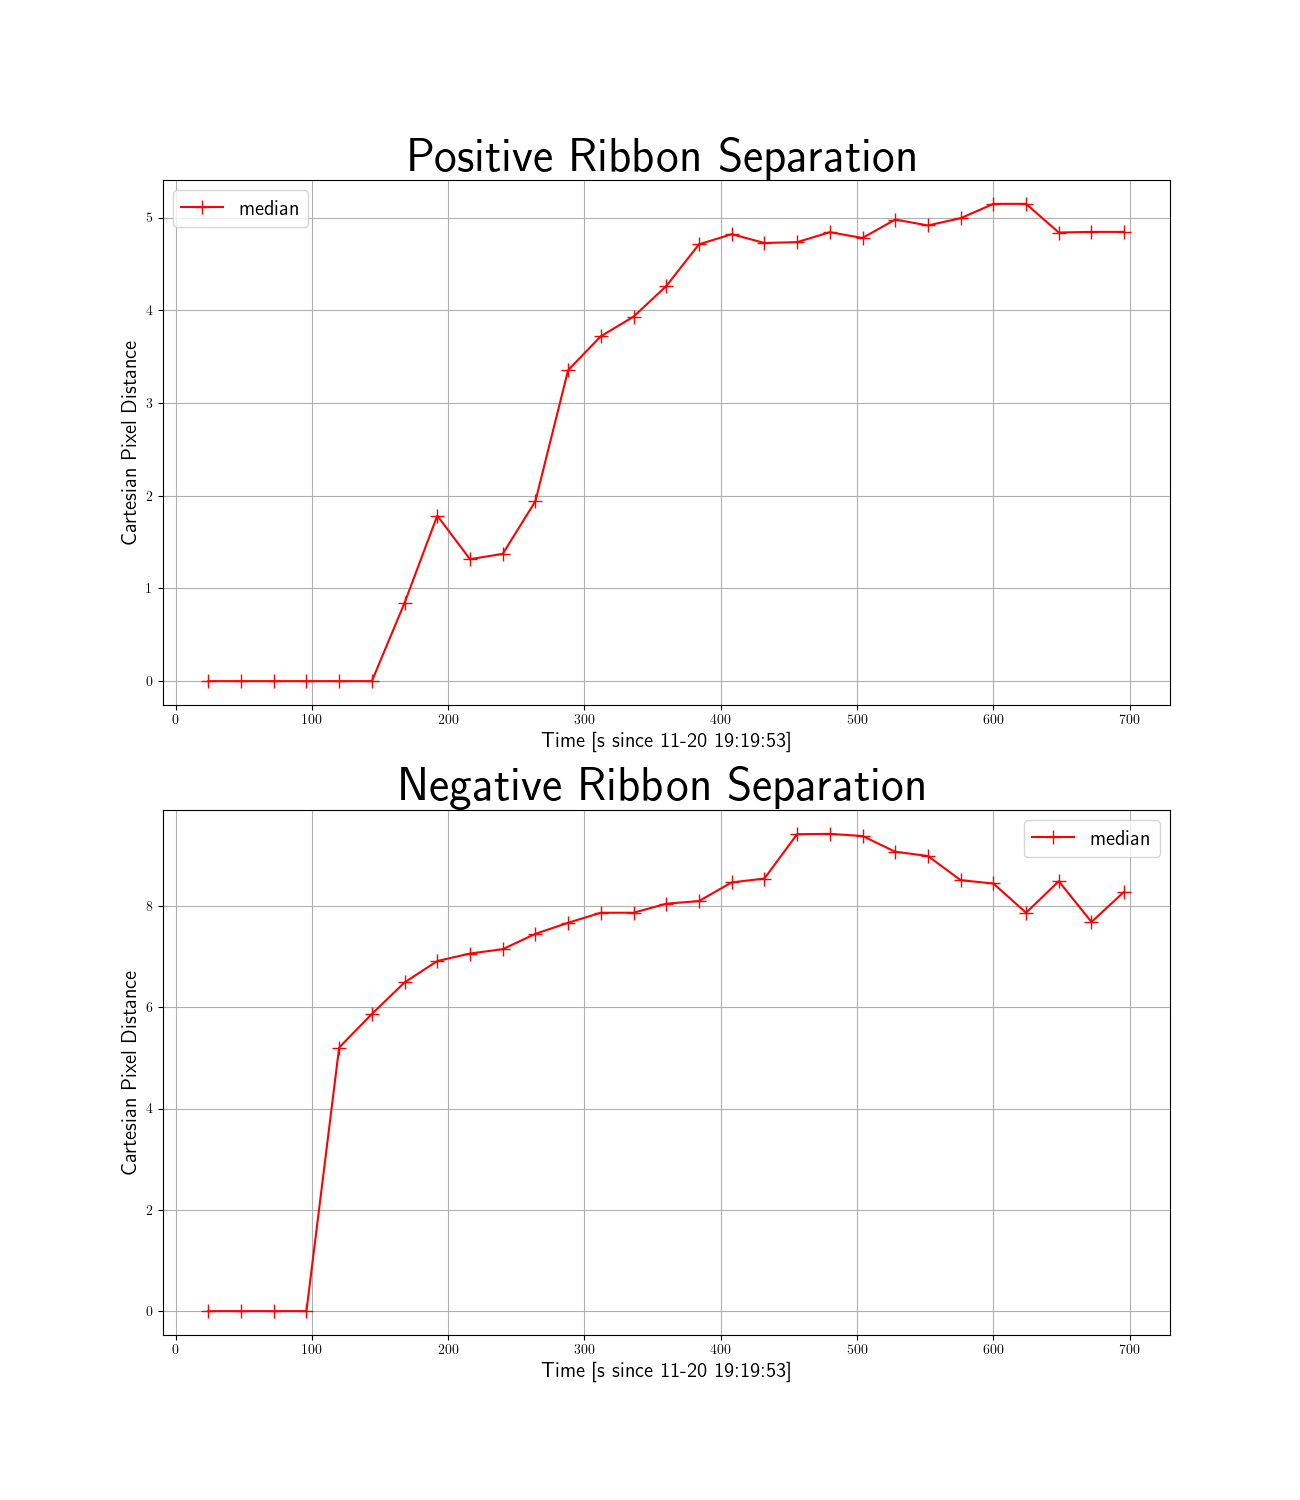 Positive Ribbon Separation
median
5
4
3
2
1
0
Cartesian Pixel Distance
0 100 200 300 400 500 600 700
Time [s since 11-20 19:19:53]
Negative Ribbon Separation
median
8
6
4
2
0
Cartesian Pixel Distance
0 100 200 300 400 500 600 700
Time [s since 11-20 19:19:53]